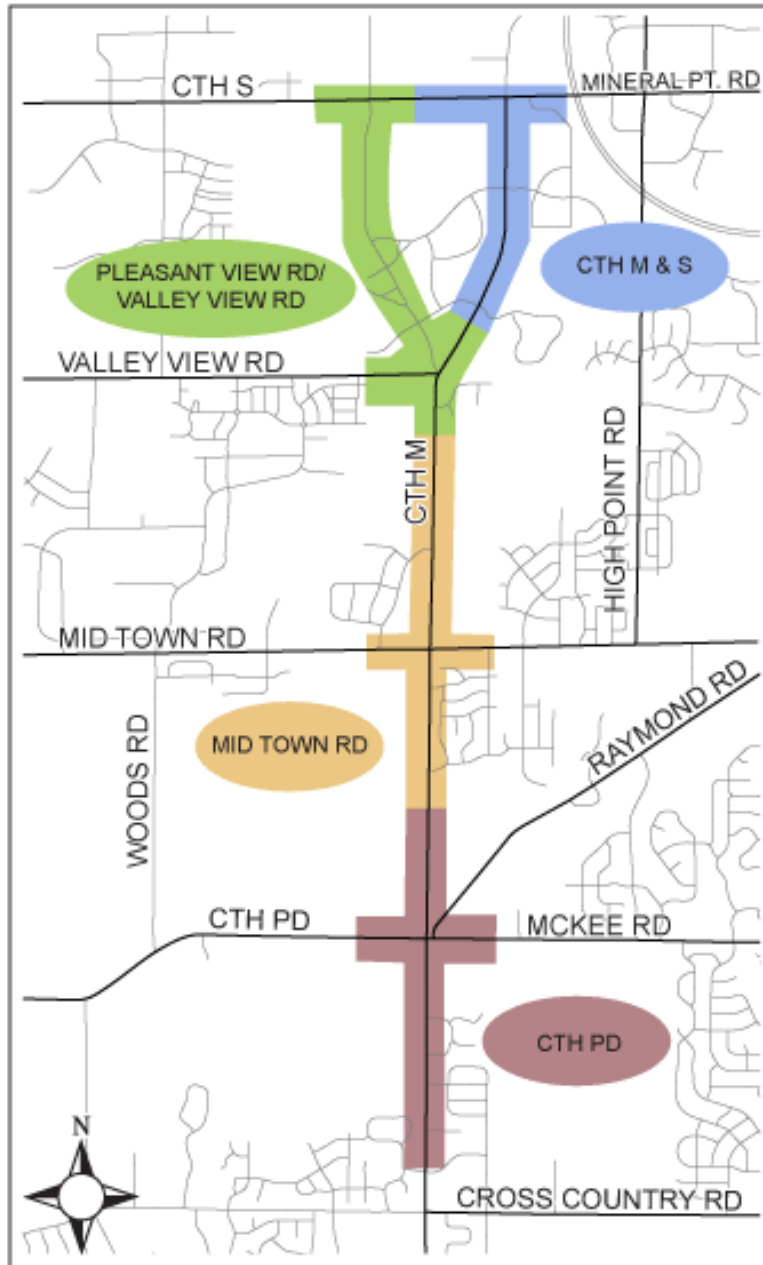 CTH S
MINERAL PT. RD
PLEASANT VIEW RD/
VALLEY VIEW RD
CTH M & S
VALLEY VIEW RD
CTH M
HIGH POINT RD
MID TOWN RD
RAYMOND RD
MID TOWN RD
WOODS RD
CTH PD
MCKEE RD
CTH PD
N
CROSS COUNTRY RD